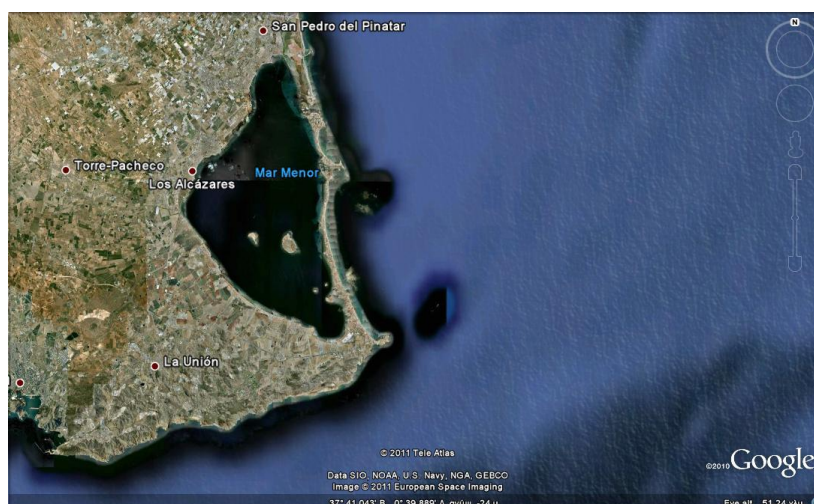 N
San Pedro del Pinatar
Torre-Pacheco
Los Alcázares
Mar Menor
La Unión
© 2011 Tele Atlas
Data SIO, NOAA, U.S. Navy, NGA, GEBCO
Image © 2011 European Space Imaging
©2010 Google